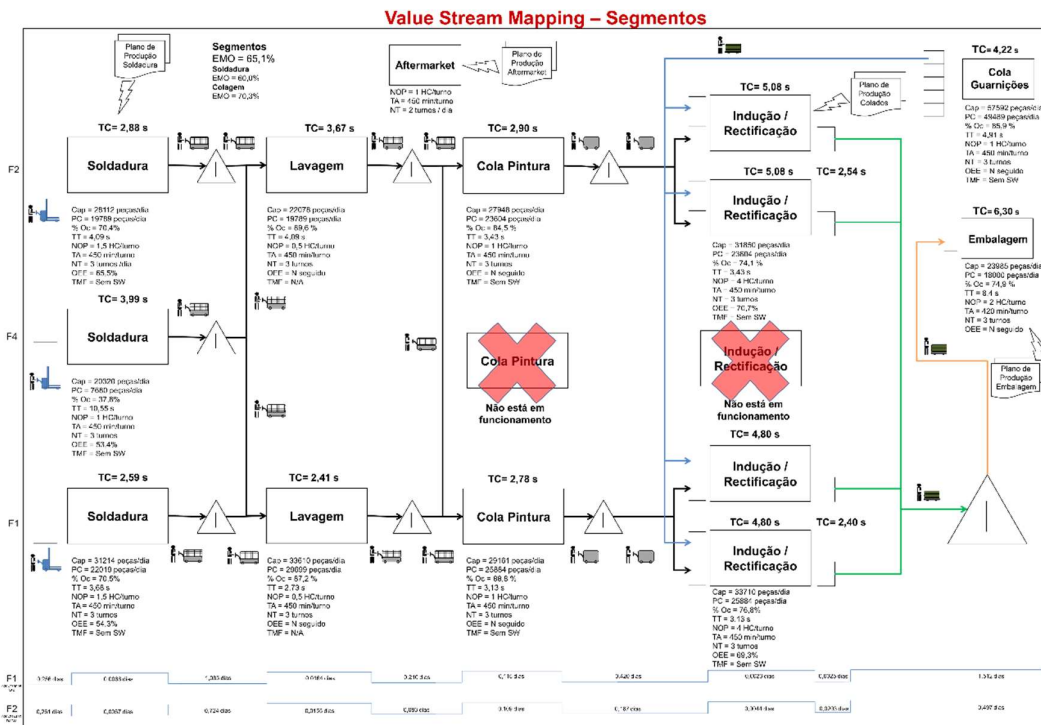 Value Stream Mapping – Segmentos
Plano de
Produção
Soldadura
Segmentos
EMO = 65,1%
Soldadura
EMO = 60,0%
Colagem
EMO = 70,3%
Aftermarket
NOP = 1 HC/turno
TA = 450 min/turno
NT = 2 turnos / dia
Plano de
Produção
Aftermarket
TC= 4,22 s
Cola
Guarnições
Cap = 57592 peças/dia
PC = 49489 peças/dia
% Oc = 85,9 %
TT = 4,91 s
NOP = 1 HC/turno
TA = 450 min/turno
NT = 3 turnos
OEE = N seguido
TMF = Sem SW
Plano de
Produção
Colados
F2
TC= 2,88 s
Soldadura
Cap = 28112 peças/dia
PC = 19789 peças/dia
% Oc = 70,4%
TT = 4,09 s
NOP = 1,5 HC/turno
TA = 450 min/turno
NT = 3 turnos /dia
OEE = 65,5%
TMF = Sem SW
TC= 3,67 s
Lavagem
Cap = 22076 peças/dia
PC = 19789 peças/dia
% Oc = 89,6 %
TT = 4,09 s
NOP = 0,5 HC/turno
TA = 450 min/turno
NT = 3 turnos
OEE = N seguido
TMF = N/A
TC= 2,90 s
Cola Pintura
Cap = 27948 peças/dia
PC = 23604 peças/dia
% Oc = 84,5 %
TT = 3,43 s
NOP = 1 HC/turno
TA = 450 min/turno
NT = 3 turnos
OEE = N seguido
TMF = Sem SW
TC= 5,08 s
Indução /
Rectificação
TC= 5,08 s
TC= 2,54 s
Indução /
Rectificação
Cap = 31850 peças/dia
PC = 23604 peças/dia
% Oc = 74,1 %
TT = 3,43 s
NOP = 4 HC/turno
TA = 450 min/turno
NT = 3 turnos
OEE = 70,7%
TMF = Sem SW
TC= 6,30 s
Embalagem
Cap = 23985 peças/dia
PC = 18000 peças/dia
% Oc = 74,9 %
TT = 8,4 s
NOP = 2 HC/turno
TA = 420 min/turno
NT = 3 turnos
OEE = N seguido
Plano de
Produção
Embalagem
F4
TC= 3,99 s
Soldadura
Cap = 20320 peças/dia
PC = 7680 peças/dia
% Oc = 37,8%
TT = 10,55 s
NOP = 1 HC/turno
TA = 450 min/turno
NT = 3 turnos
OEE = 53,4%
TMF = Sem SW
Cola Pintura
Não está em
funcionamento
Indução /
Rectificação
Não está em
funcionamento
F1
TC= 2,59 s
Soldadura
Cap = 31214 peças/dia
PC = 22010 peças/dia
% Oc = 70,5%
TT = 3,68 s
NOP = 1,5 HC/turno
TA = 450 min/turno
NT = 3 turnos
OEE = 54,3%
TMF = Sem SW
TC= 2,41 s
Lavagem
Cap = 33610 peças/dia
% Oc = 87,2 %
TT = 2,73 s
NOP = 0,5 HC/turno
TA = 450 min/turno
NT = 3 turnos
OEE = N seguido
TMF = N/A
TC= 2,78 s
Cola Pintura
Cap = 29161 peças/dia
PC = 25884 peças/dia
% Oc = 88,8 %
TT = 3,13 s
NOP = 1 HC/turno
TA = 450 min/turno
NT = 3 turnos
OEE = N seguido
TMF = Sem SW
TC= 4,80 s
Indução /
Rectificação
TC= 4,80 s
TC= 2,40 s
Indução /
Rectificação
Cap = 33710 peças/dia
PC = 25884 peças/dia
% Oc = 76,8%
TT = 3,13 s
NOP = 4 HC/turno
TA = 450 min/turno
NT = 3 turnos
OEE = 69,3%
TMF = Sem SW
F1
F2